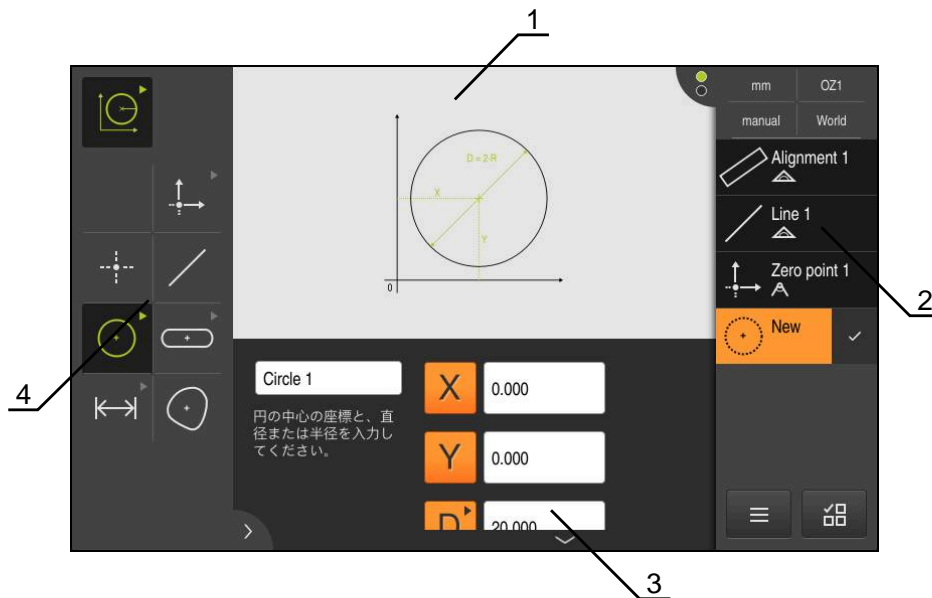 1
mm
OZ1
manual
World
D=2R
X
Y
0
Alignment 1
Line 1
Zero point 1
New
2
4
Circle 1
円の中心の座標と、直
径または半径を入力し
てください。
X
0.000
Y
0.000
D
20.000
3